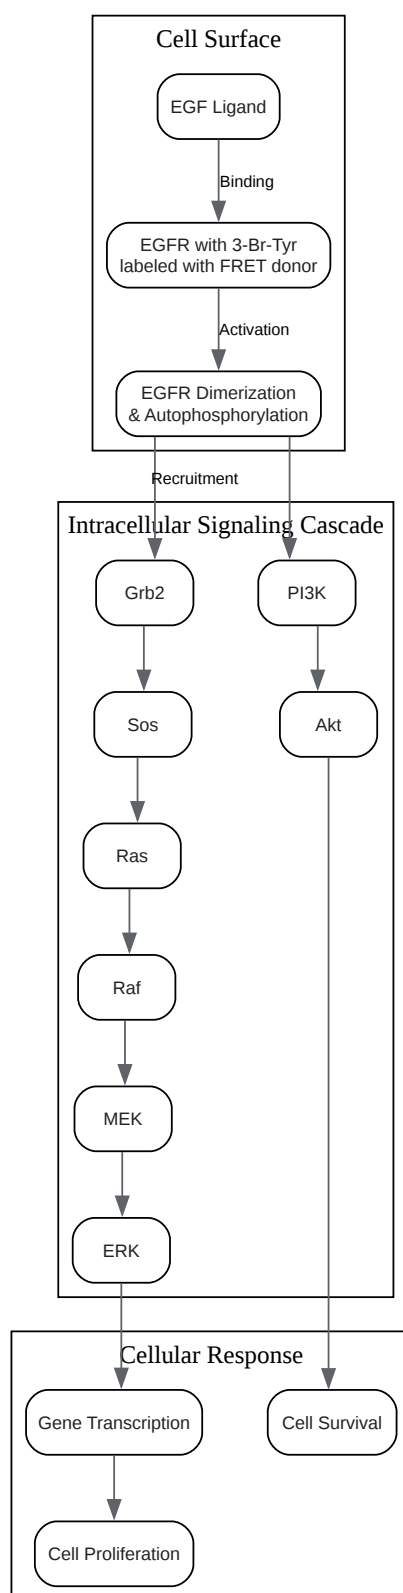 Cell Surface
EGF Ligand
Binding
EGFR with 3-Br-Tyr
labeled with FRET donor
Activation
EGFR Dimerization
& Autophosphorylation
Recruitment
Intracellular Signaling Cascade
Grb2
PI3K
Sos
Akt
Ras
Raf
MEK
ERK
Cellular Response
Gene Transcription
Cell Survival
Cell Proliferation